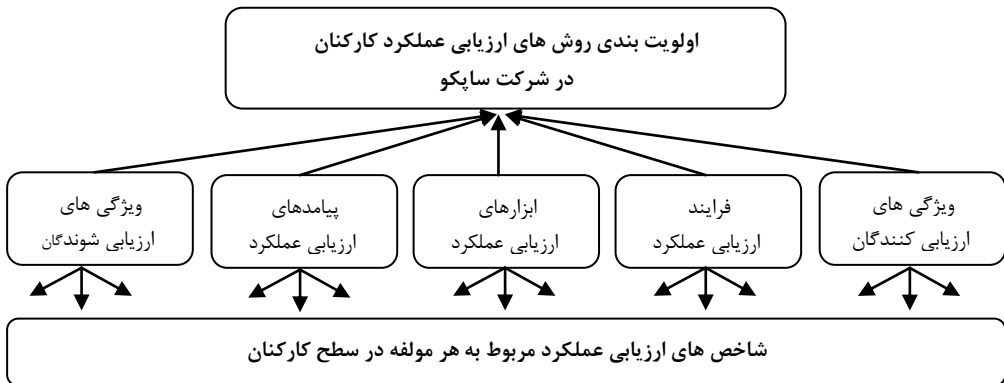 اولویت بندی روش های ارزیابی عملکرد کارکنان
در شرکت ساپکو
ویژگی های
ارزیابی کنندگان
فرایند
ارزیابی عملکرد
ابزارهای
ارزیابی عملکرد
پیامدهای
ارزیابی عملکرد
ویژگی های
ارزیابی شوندگان
شاخص های ارزیابی عملکرد مربوط به هر مولفه در سطح کارکنان